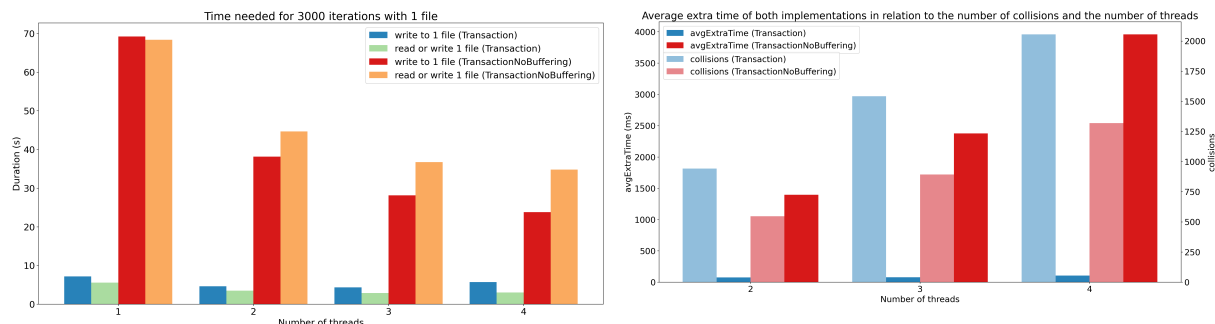 Time needed for 3000 iterations with 1 file
write to 1 file (Transaction)
read or write 1 file (Transaction)
write to 1 file (TransactionNoBuffering)
read or write 1 file (TransactionNoBuffering)
Duration (s)
70
60
50
40
30
20
10
0
1
2
3
4
Number of threads
Average extra time of both implementations in relation to the number of collisions and the number of threads
avgExtraTime (Transaction)
avgExtraTime (TransactionNoBuffering)
collisions (Transaction)
collisions (TransactionNoBuffering)
avgExtraTime (ms)
4000
3500
3000
2500
2000
1500
1000
500
0
2
3
4
Number of threads
2000
1750
1500
1250
1000
750
500
250
0
collisions